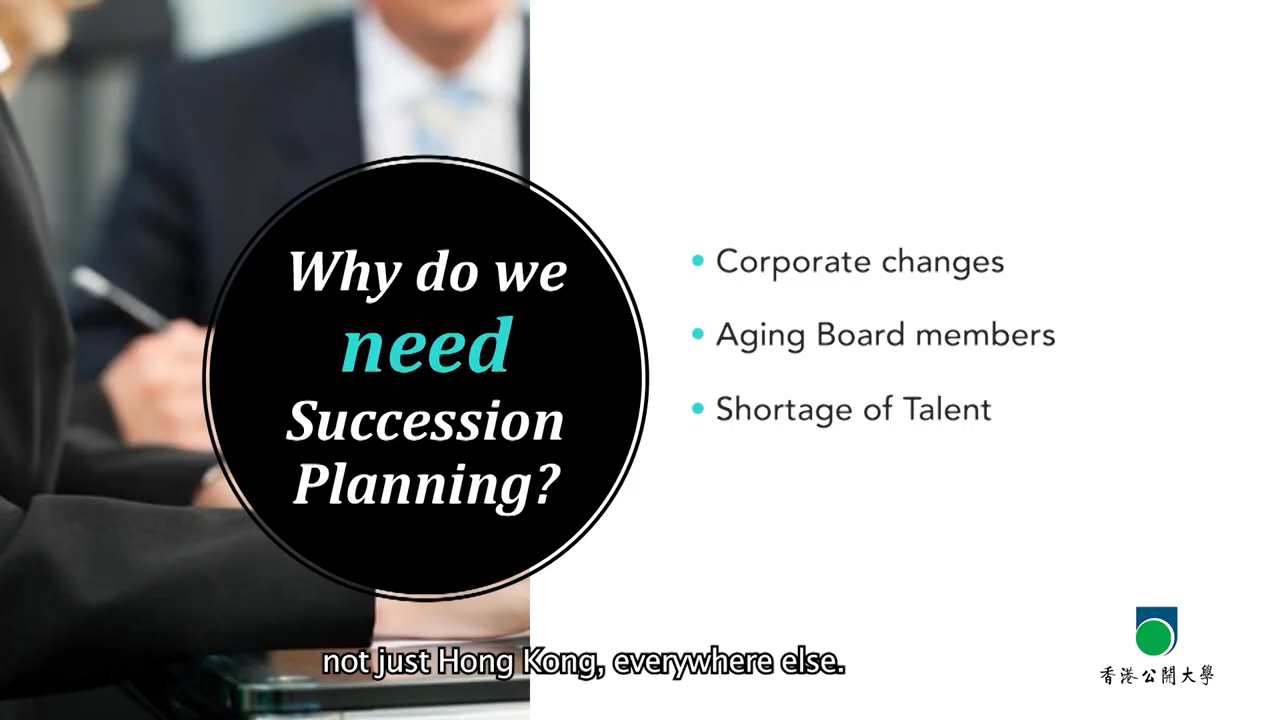 Why do we
need
Succession
Planning?
• Corporate changes
• Aging Board members
• Shortage of Talent
not just Hong Kong, everywhere else.
香港公開大學